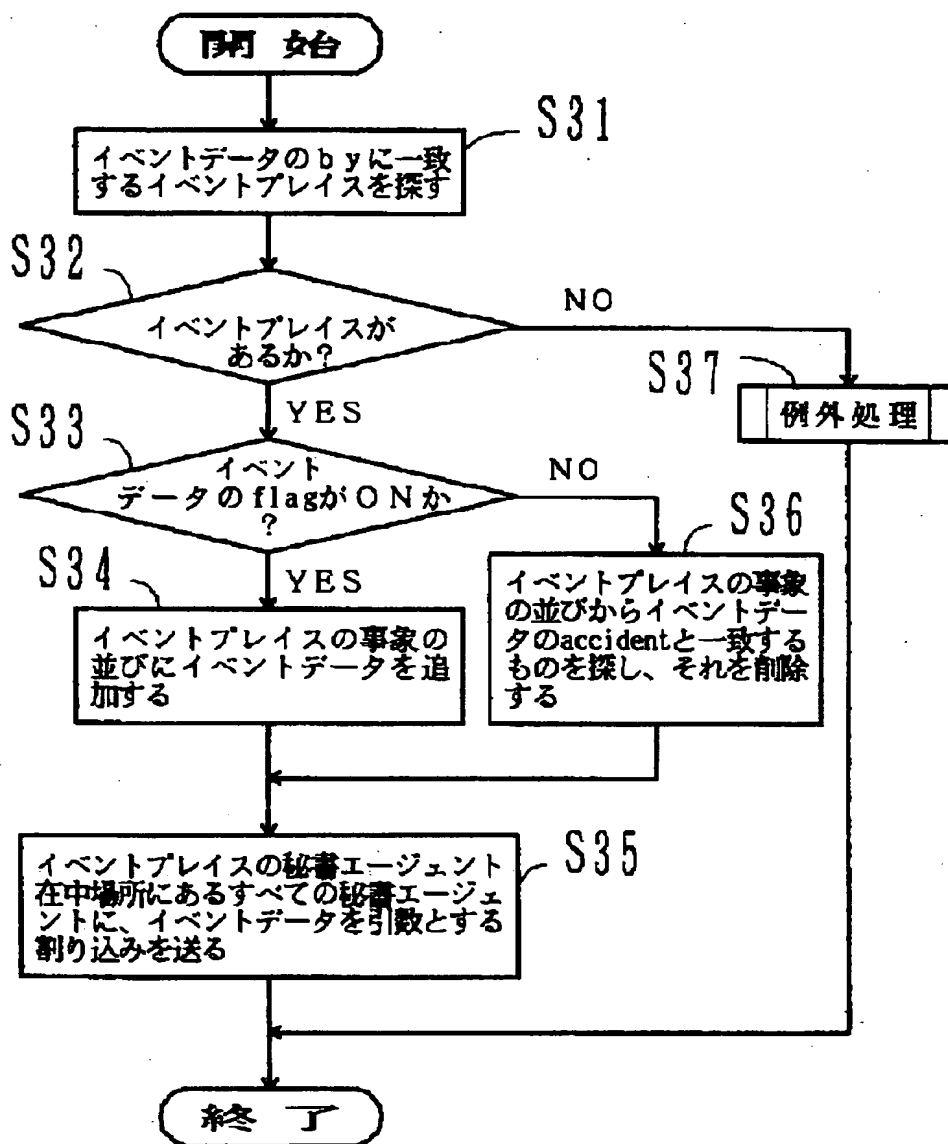 開始
S31
イベントデータのbyに一致
するイベントプレイスを探す
S32
イベントプレイスが
あるか？
NO
YES
S37
例外処理
S33
イベント
データのflagがONか
？
NO
YES
S34
イベントプレイスの事象の
並びにイベントデータを追
加する
S36
イベントプレイスの事象
の並びからイベントデー
タのaccidentと一致する
ものを探し、それを削除
する
S35
イベントプレイスの秘書エージェント
在中場所にあるすべての秘書エージェ
ントに、イベントデータを引数とする
割り込みを送る
終了